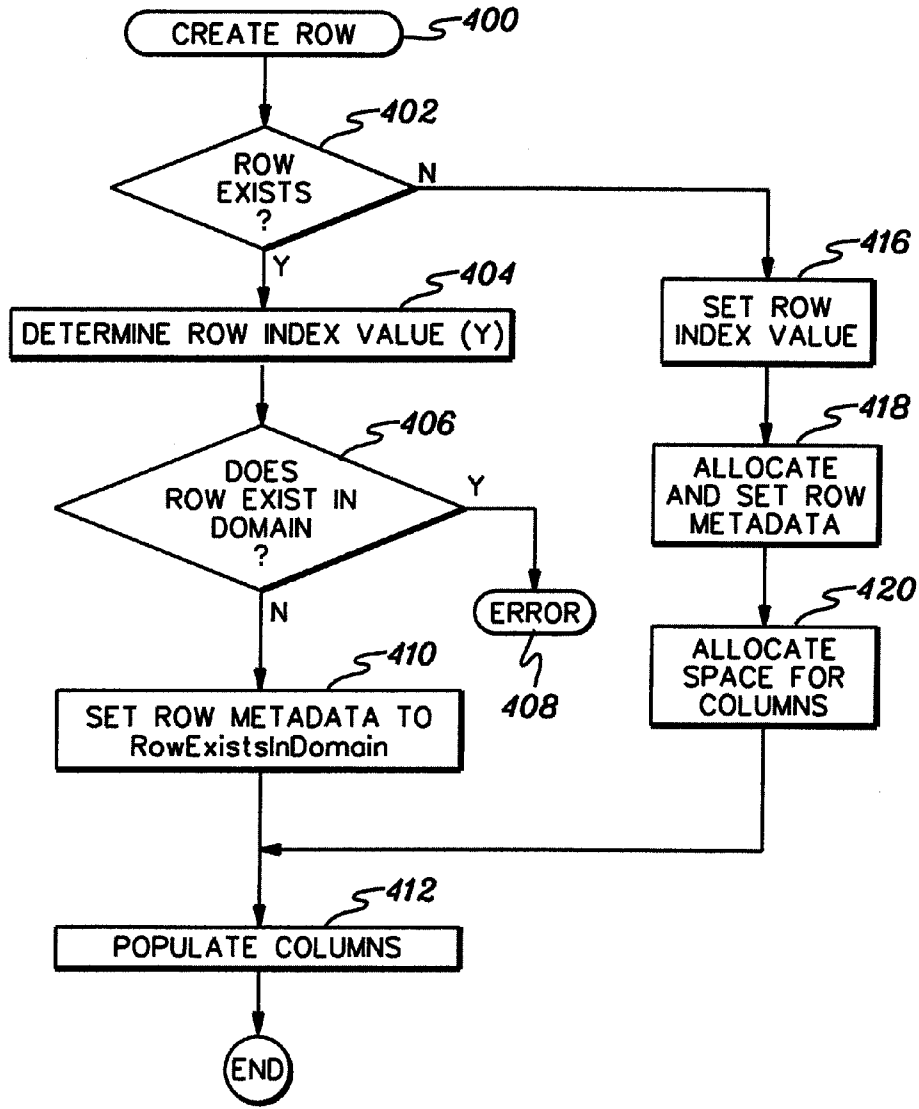 CREATE ROW
400
402
ROW
EXISTS
?
N
Y
404
DETERMINE ROW INDEX VALUE (Y)
406
DOES
ROW EXIST IN
DOMAIN
?
Y
N
ERROR
408
410
SET ROW METADATA TO
RowExistsInDomain
416
SET ROW
INDEX VALUE
418
ALLOCATE
AND SET ROW
METADATA
420
ALLOCATE
SPACE FOR
COLUMNS
412
POPULATE COLUMNS
END